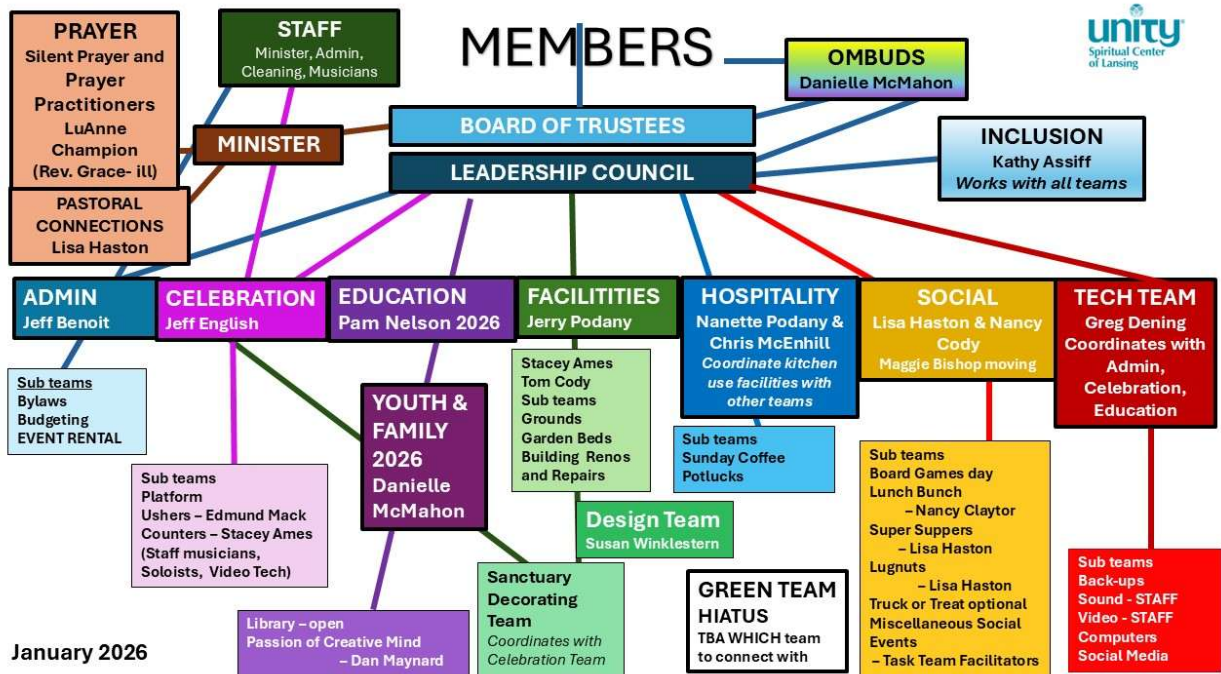 PRAYER
Silent Prayer and
Prayer
Practitioners
LuAnne
Champion
(Rev. Grace- ill)
STAFF
Minister, Admin,
Cleaning, Musicians
MEMBERS
OMBUDS
Danielle McMahon
unity
Spiritual Center
of Lansing
MINISTER
BOARD OF TRUSTEES
LEADERSHIP COUNCIL
INCLUSION
Kathy Assiff
Works with all teams
PASTORAL
CONNECTIONS
Lisa Haston
ADMIN
Jeff Benoit
CELEBRATION
Jeff English
EDUCATION
Pam Nelson 2026
FACILITITIES
Jerry Podany
HOSPITALITY
Nanette Podany &
Chris McEnhill
Coordinate kitchen
use facilities with
other teams
SOCIAL
Lisa Haston & Nancy
Cody
Maggie Bishop moving
TECH TEAM
Greg Dening
Coordinates with
Admin,
Celebration,
Education
Sub teams
Bylaws
Budgeting
EVENT RENTAL
Sub teams
Platform
Ushers – Edmund Mack
Counters – Stacey Ames
(Staff musicians,
Soloists, Video Tech)
YOUTH &
FAMILY
2026
Danielle
McMahon
Stacey Ames
Tom Cody
Sub teams
Grounds
Garden Beds
Building Renos
and Repairs
Sub teams
Sunday Coffee
Potlucks
Design Team
Susan Winklestern
Sub teams
Board Games day
Lunch Bunch
– Nancy Claytor
Super Suppers
– Lisa Haston
Lugnuts
– Lisa Haston
Truck or Treat optional
Miscellaneous Social
Events
– Task Team Facilitators
Sub teams
Back-ups
Sound - STAFF
Video - STAFF
Computers
Social Media
Library – open
Passion of Creative Mind
– Dan Maynard
Sanctuary
Decorating
Team
Coordinates with
Celebration Team
GREEN TEAM
HIATUS
TBA WHICH team
to connect with
January 2026